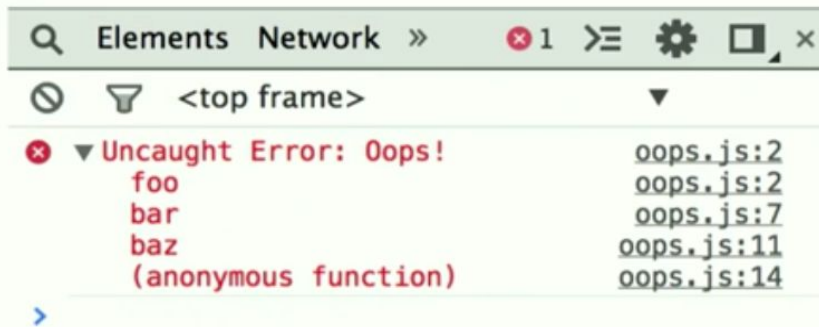 Elements Network » 1
<top frame> ▼
▼ Uncaught Error: Oops! oops.js:2
foo oops.js:2
bar oops.js:7
baz oops.js:11
(anonymous function) oops.js:14